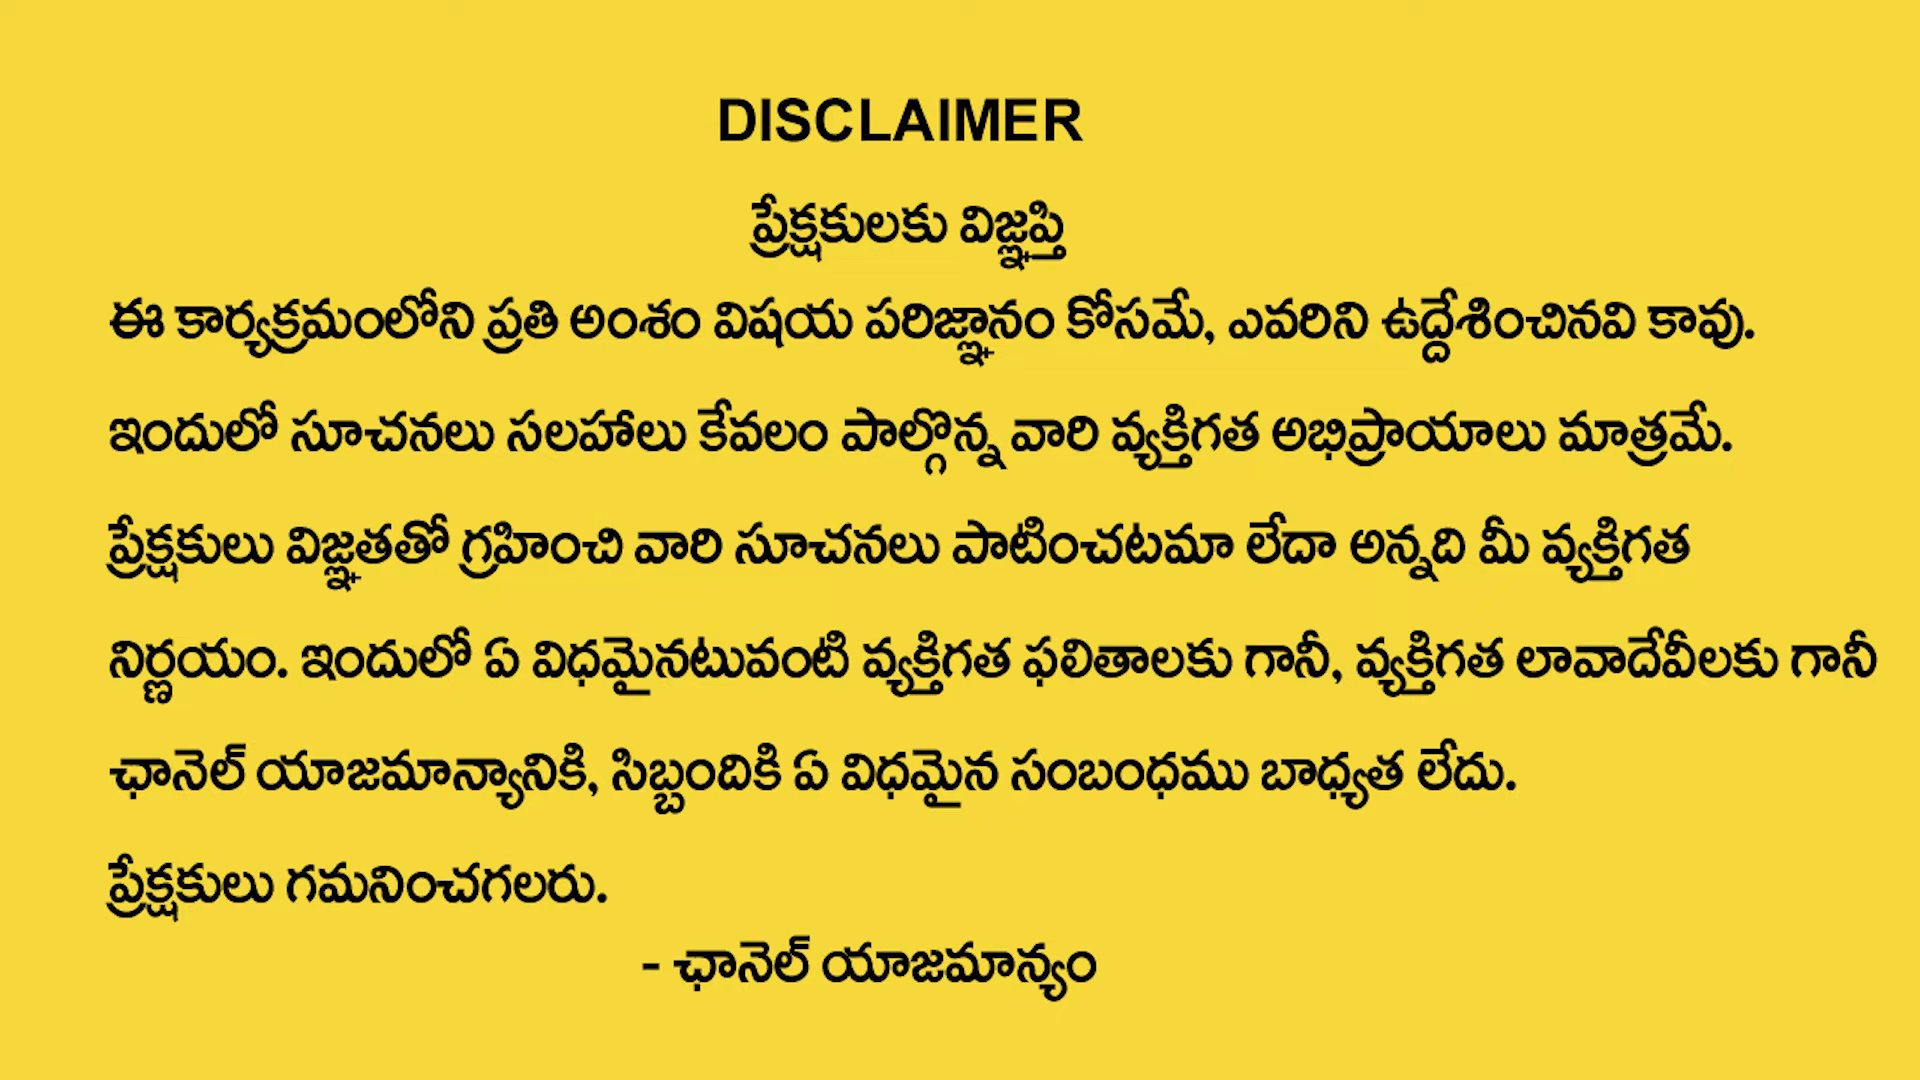 DISCLAIMER
ప్రేక్షకులకు విజ్ఞప్తి
ఈ కార్యక్రమంలోని ప్రతి అంశం విషయ పరిజ్ఞానం కోసమే, ఎవరిని ఉద్దేశించినవి కావు.
ఇందులో సూచనలు సలహాలు కేవలం పాల్గొన్న వారి వ్యక్తిగత అభిప్రాయాలు మాత్రమే.
ప్రేక్షకులు విజ్ఞతతో గ్రహించి వారి సూచనలు పాటించటమా లేదా అన్నది మీ వ్యక్తిగత
నిర్ణయం. ఇందులో ఏ విధమైనటువంటి వ్యక్తిగత ఫలితాలకు గానీ, వ్యక్తిగత లావాదేవీలకు గానీ
ఛానెల్ యాజమాన్యానికి, సిబ్బందికి ఏ విధమైన సంబంధము బాధ్యత లేదు.
ప్రేక్షకులు గమనించగలరు.
- ఛానెల్ యాజమాన్యం